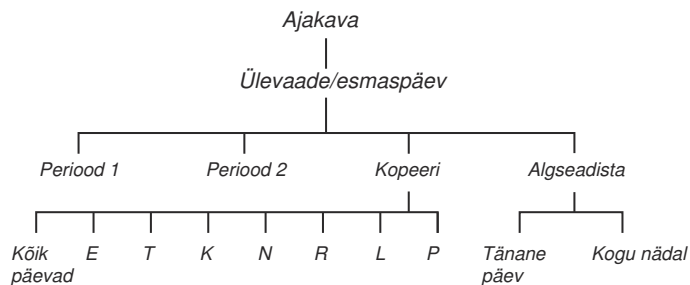 Ajakava
Ülevaade/esmaspäev
Periood 1
Periood 2
Kopeeri
Algseadista
Kõik päevad
E
T
K
N
R
L
P
Tänane päev
Kogu nädal